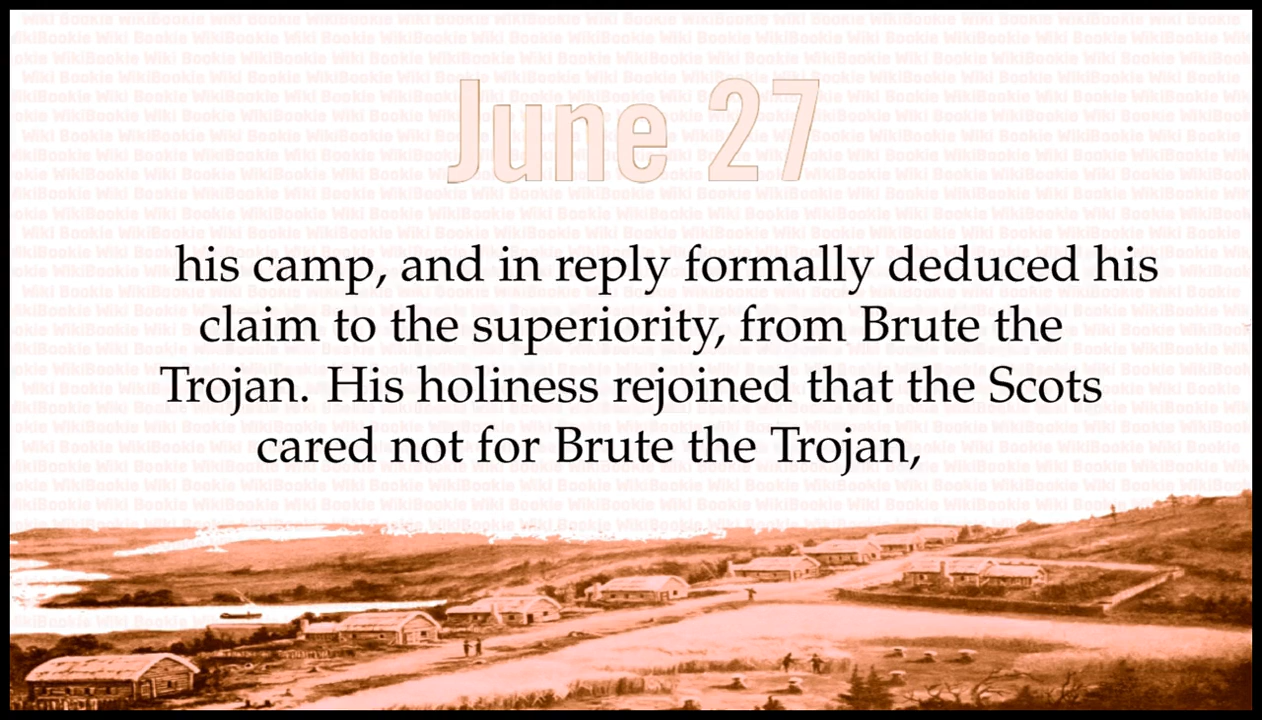 June 27
his camp, and in reply formally deduced his
claim to the superiority, from Brute the
Trojan. His holiness rejoined that the Scots
cared not for Brute the Trojan,